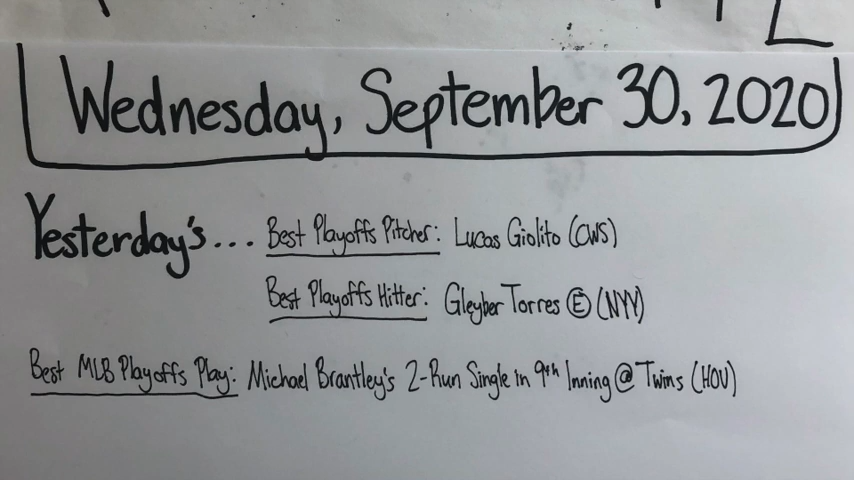 Wednesday, September 30, 2020
Yesterday's... Best Playoffs Pitcher: Lucas Giolito (CWS)
Best Playoffs Hitter: Gleyber Torres Ⓔ (NYY)
Best MLB Playoffs Play: Michael Brantley's 2-Run Single in 9th Inning @ Twins (HOU)